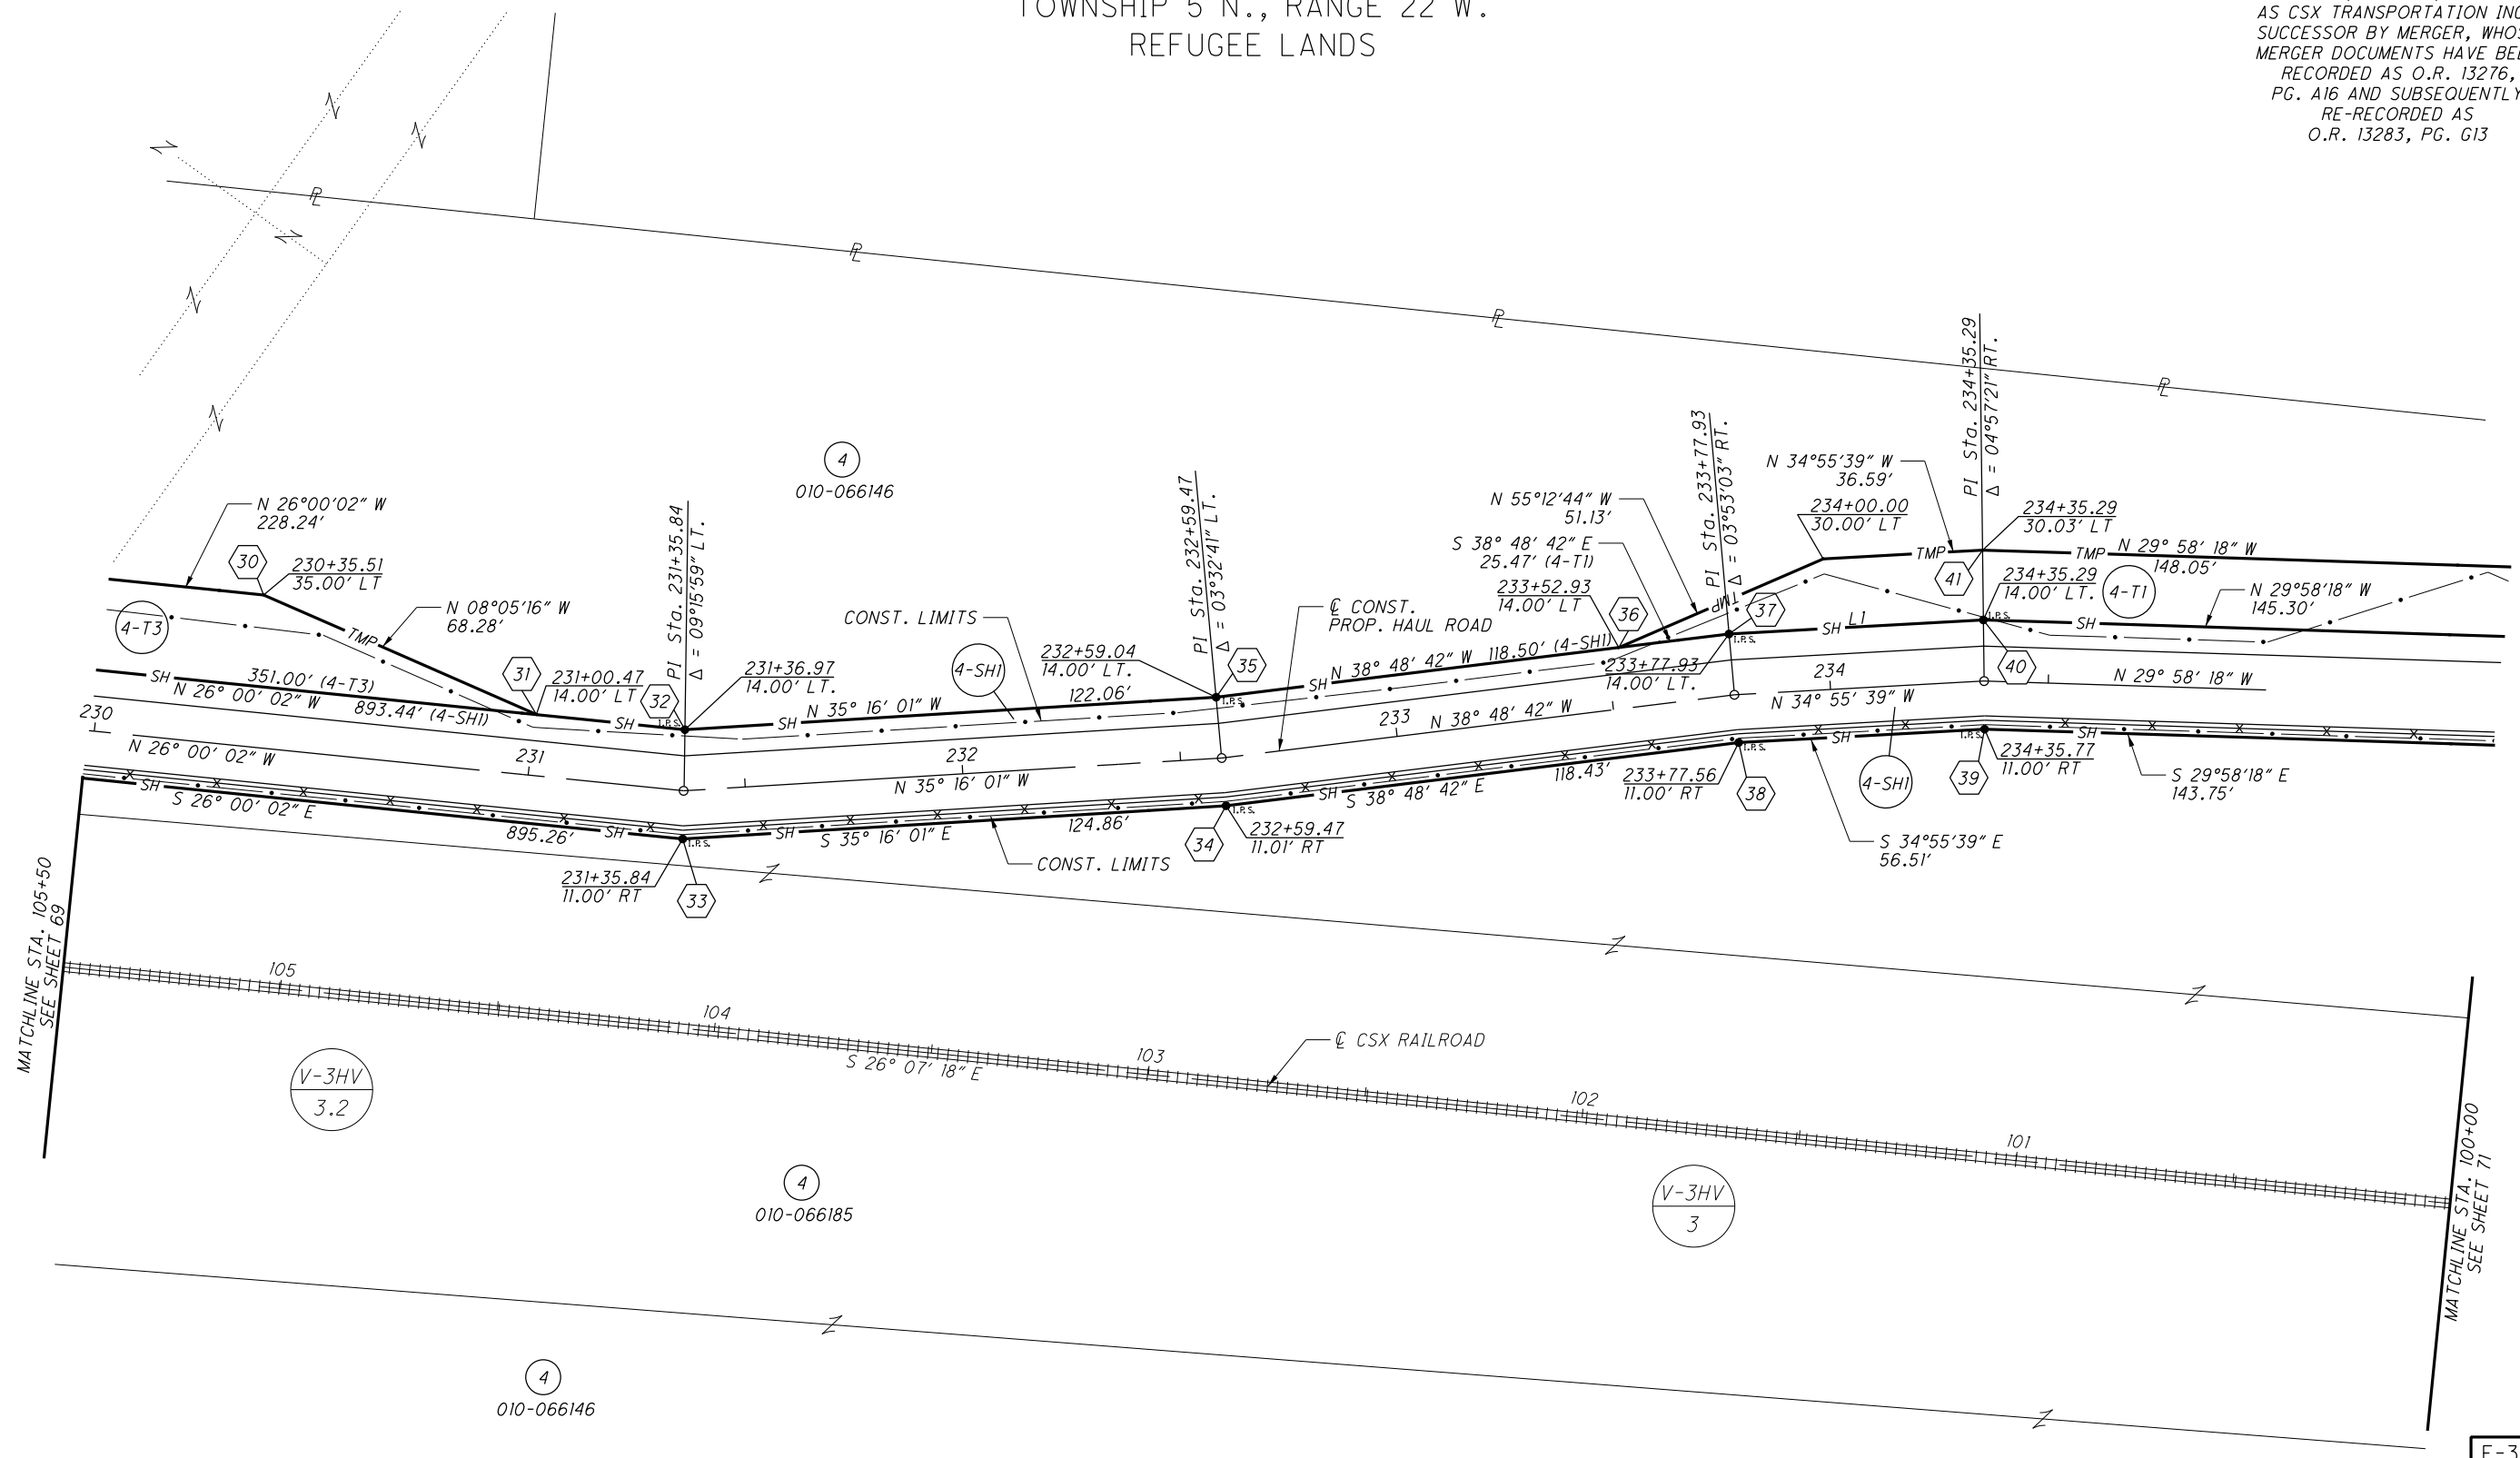 TOWNSHIP 5 N., RANGE 22 W.
REFUGEE LANDS
AS CSX TRANSPORTATION INC
SUCCESSOR BY MERGER, WHOS
MERGER DOCUMENTS HAVE BEE
RECORDED AS O.R. 13276,
PG. A16 AND SUBSEQUENTLY
RE-RECORDED AS
O.R. 13283, PG. G13
4
010-066146
N 26°00'02" W
228.24'
30
230+35.51
35.00' LT
4-T3
TMP
N 08°05'16" W
68.28'
31
231+00.47
14.00' LT
32
PI Sta. 231+35.84
Δ = 09°15'59" LT.
231+36.97
14.00' LT.
CONST. LIMITS
4-SH1
232+59.04
14.00' LT.
PI Sta. 232+59.47
Δ = 03°32'41" LT.
35
℄ CONST.
PROP. HAUL ROAD
N 55°12'44" W
51.13'
S 38° 48' 42" E
25.47' (4-T1)
233+52.93
14.00' LT
36
TMP
PI Sta. 233+77.93
Δ = 03°53'03" RT.
37
233+77.93
14.00' LT.
N 34°55'39" W
36.59'
234+00.00
30.00' LT
PI Sta. 234+35.29
Δ = 04°57'21" RT.
234+35.29
30.03' LT
TMP
TMP
N 29° 58' 18" W
148.05'
41
234+35.29
14.00' LT.
4-T1
N 29°58'18" W
145.30'
40
SH
351.00' (4-T3)
N 26° 00' 02" W
893.44' (4-SH1)
SH
I.P.S.
SH
N 35° 16' 01" W
122.06'
I.P.S.
SH
N 38° 48' 42" W
118.50' (4-SH1)
I.P.S.
SH
L1
I.P.S.
SH
230
N 26° 00' 02" W
231
232
N 35° 16' 01" W
233
N 38° 48' 42" W
234
N 34° 55' 39" W
N 29° 58' 18" W
SH
S 26° 00' 02" E
895.26'
SH
I.P.S.
231+35.84
11.00' RT
33
SH
S 35° 16' 01" E
124.86'
CONST. LIMITS
I.P.S.
34
232+59.47
11.01' RT
SH
S 38° 48' 42" E
118.43'
233+77.56
11.00' RT
I.P.S.
38
SH
4-SH1
S 34°55'39" E
56.51'
I.P.S.
39
234+35.77
11.00' RT
SH
S 29°58'18" E
143.75'
MATCHLINE STA. 105+50
SEE SHEET 69
105
104
S 26° 07' 18" E
103
℄ CSX RAILROAD
102
101
MATCHLINE STA. 100+00
SEE SHEET 71
V-3HV
3.2
4
010-066185
V-3HV
3
4
010-066146